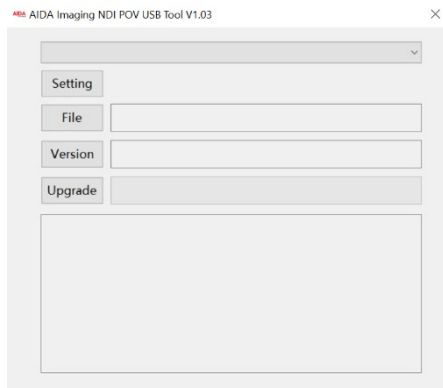 AIDA AIDA Imaging NDI POV USB Tool V1.03
Setting
File
Version
Upgrade